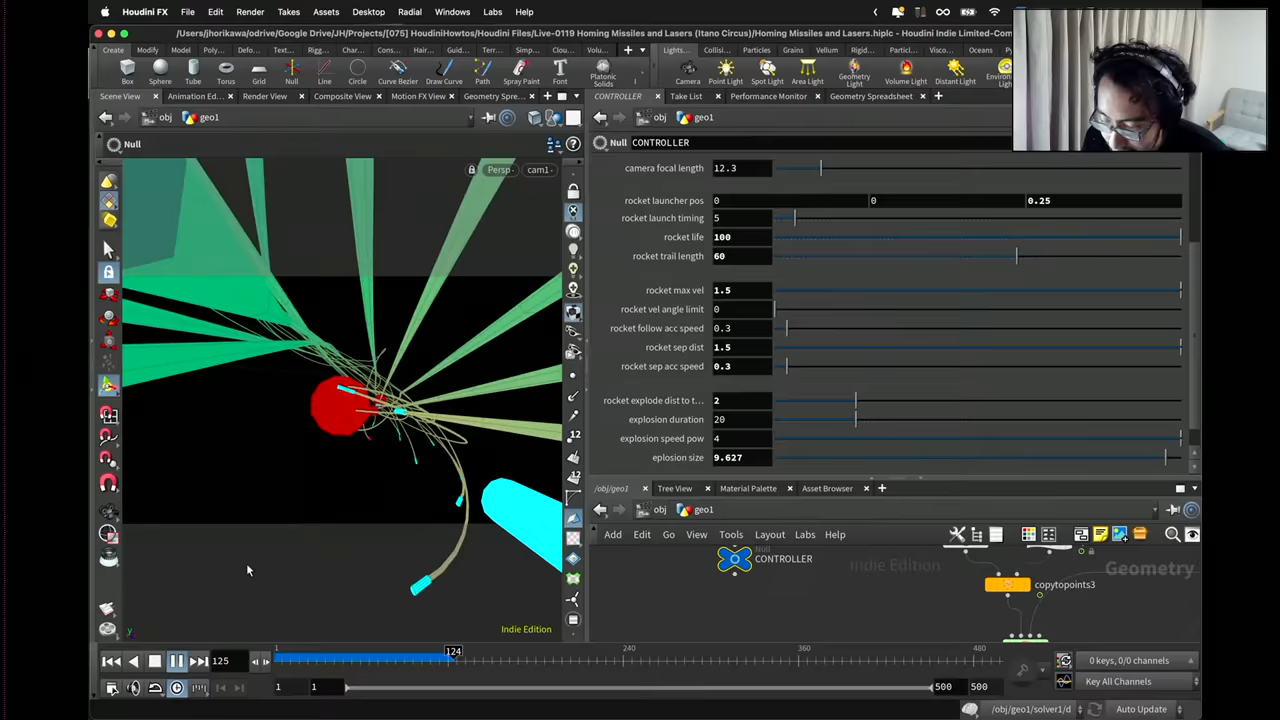 Houdini FX File Edit Render Takes Assets Desktop Radial Windows Labs Help
/Users/jhorikawa/odrive/Google Drive/JH/Projects/[075] HoudiniHowtos/Houdini Files/Live-0119 Homing Missiles and Lasers (Itano Circus)/Homing Missiles and Lasers.hiplc - Houdini Indie Limited-Com
Create Modify Model Poly... Defo... Text... Rigg... Char... Cons... Hair... Guid... Terr... Simp... Clou... Volu... Lights... Collisi... Particles Grains Vellum Rigid... Partic... Viscou... Oceans
Box Sphere Tube Torus Grid Null Line Circle Curve Bezier Draw Curve Path Spray Paint Font Platonic Solids Camera Point Light Spot Light Area Light Geometry Light Volume Light Distant Light
Scene View Animation Ed... Render View Composite View Motion FX View Geometry Spre... CONTROLLER Take List Performance Monitor Geometry Spreadsheet
obj geo1 obj geo1
Null Null CONTROLLER
Persp cam1
camera focal length 12.3
rocket launcher pos 0 0 0.25
rocket launch timing 5
rocket life 100
rocket trail length 60
rocket max vel 1.5
rocket vel angle limit 0
rocket follow acc speed 0.3
rocket sep dist 1.5
rocket sep acc speed 0.3
rocket explode dist to t... 2
explosion duration 20
explosion speed pow 4
eplosion size 9.627
/obj/geo1 Tree View Material Palette Asset Browser
obj geo1
Add Edit Go View Tools Layout Labs Help
Null
CONTROLLER
Indie Edition
Geometry
copytopoints3
Indie Edition
125 1 124 240 360 480 0 keys, 0/0 channels
1 1 500 500 Key All Channels
/obj/geo1/solver1/d Auto Update